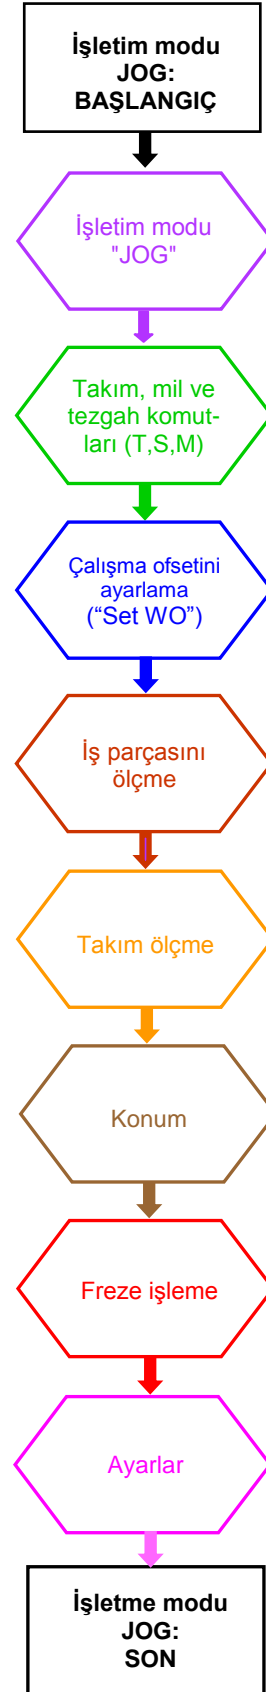 İşletim modu
JOG:
BAŞLANGIÇ
İşletim modu
"JOG"
Takım, mil ve
tezgah komut-
ları (T,S,M)
Çalışma ofsetini
ayarlama
(“Set WO”)
İş parçasını
ölçme
Takım ölçme
Konum
Freze işleme
Ayarlar
İşletme modu
JOG:
SON